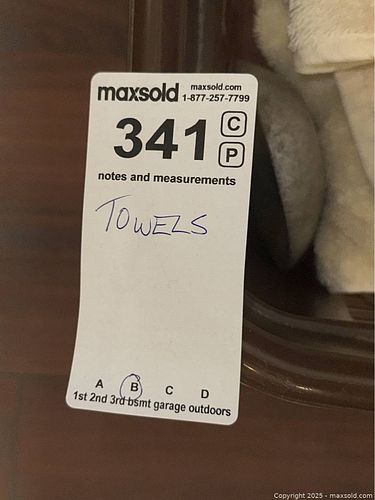 maxsold maxsold.com
1-877-257-7799
341 C
P
notes and measurements
TOWELS
A B C D
1st 2nd 3rd bsmt garage outdoors
Copyright 2025 - maxsold.com